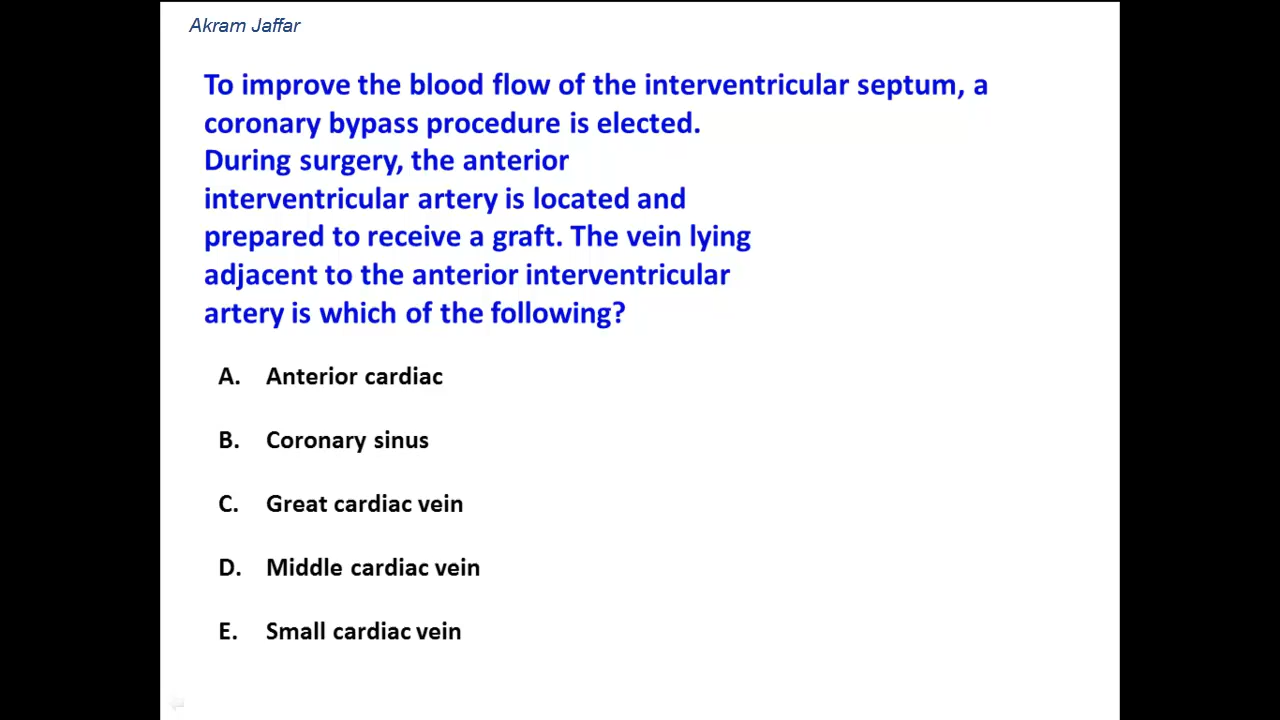 Akram Jaffar
To improve the blood flow of the interventricular septum, a
coronary bypass procedure is elected.
During surgery, the anterior
interventricular artery is located and
prepared to receive a graft. The vein lying
adjacent to the anterior interventricular
artery is which of the following?
A. Anterior cardiac
B. Coronary sinus
C. Great cardiac vein
D. Middle cardiac vein
E. Small cardiac vein